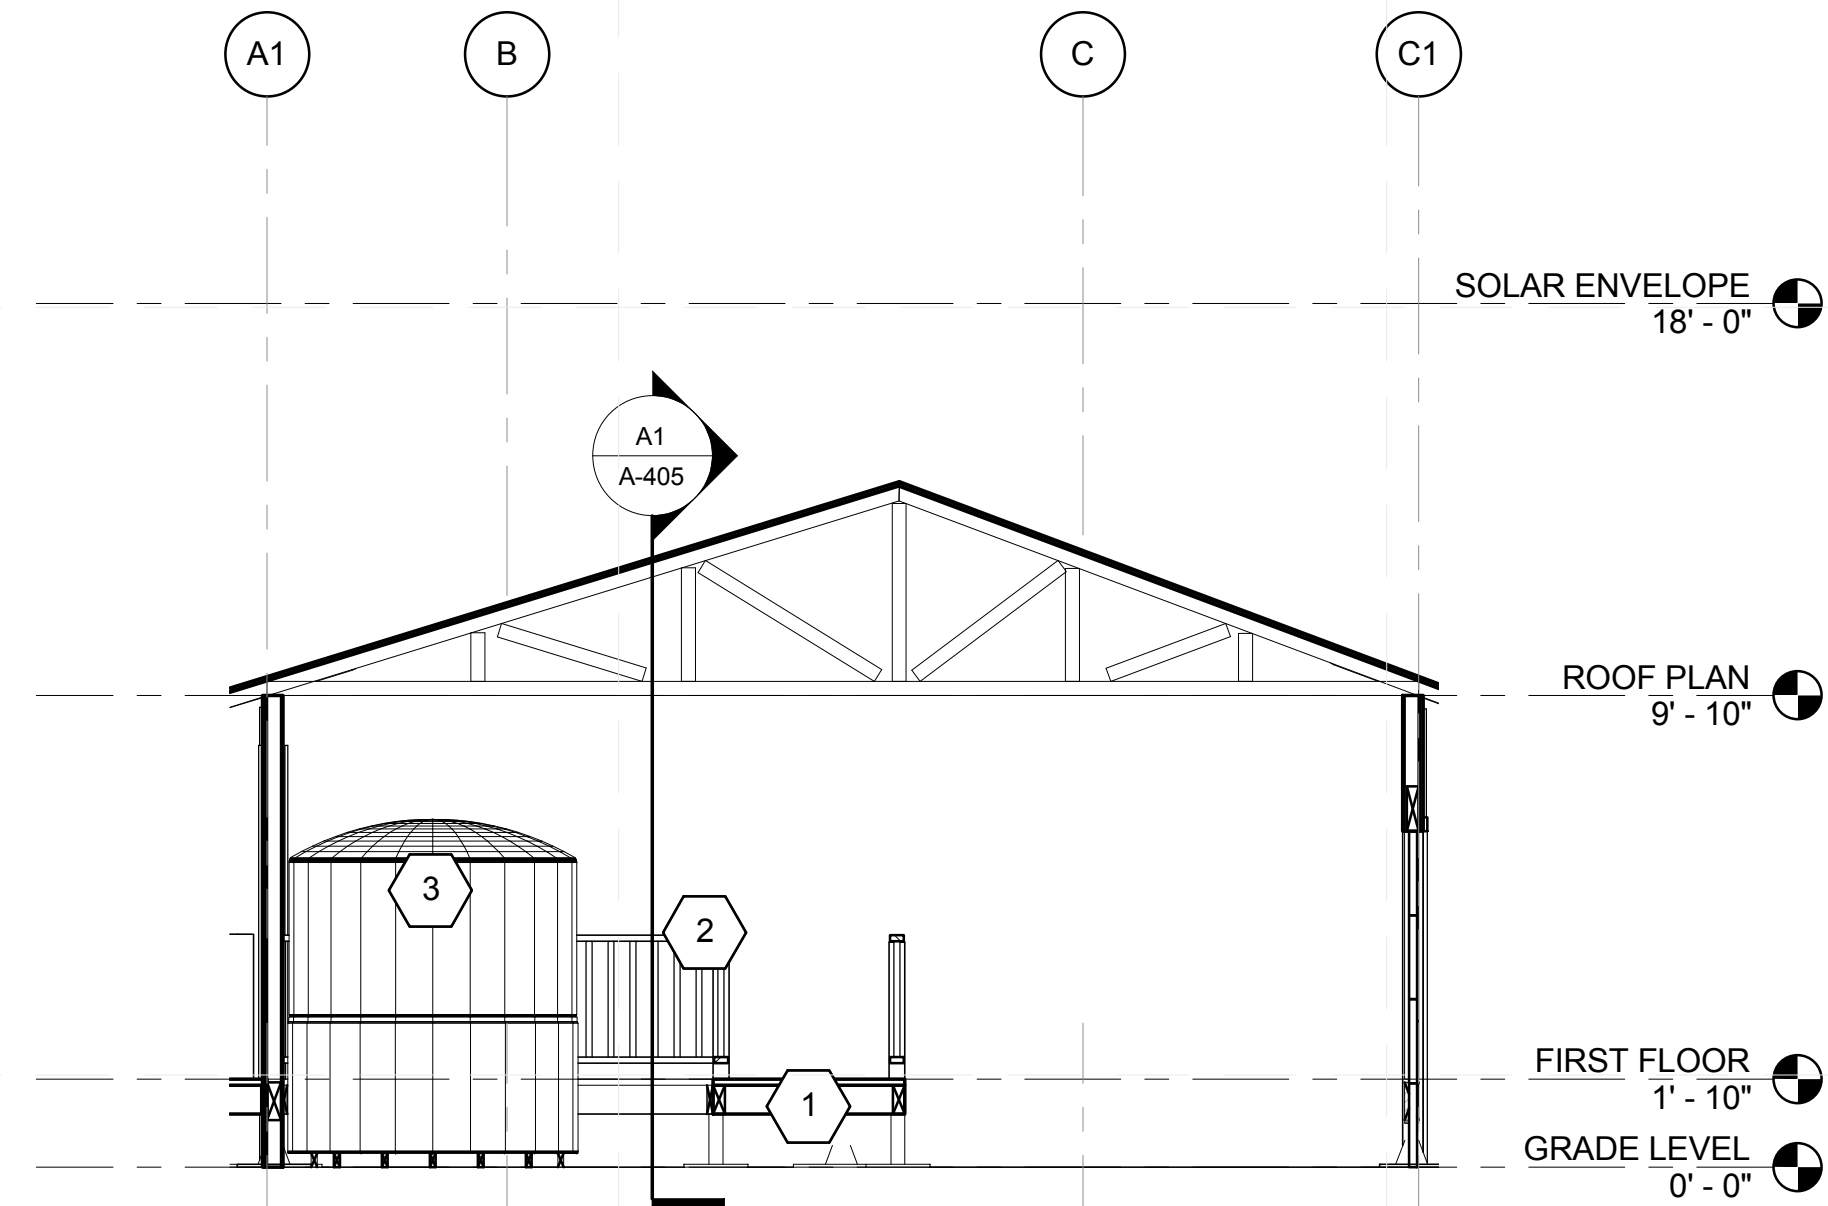 A1
B
C
C1
SOLAR ENVELOPE
18' - 0"
A1
A-405
ROOF PLAN
9' - 10"
3
2
FIRST FLOOR
1' - 10"
1
GRADE LEVEL
0' - 0"